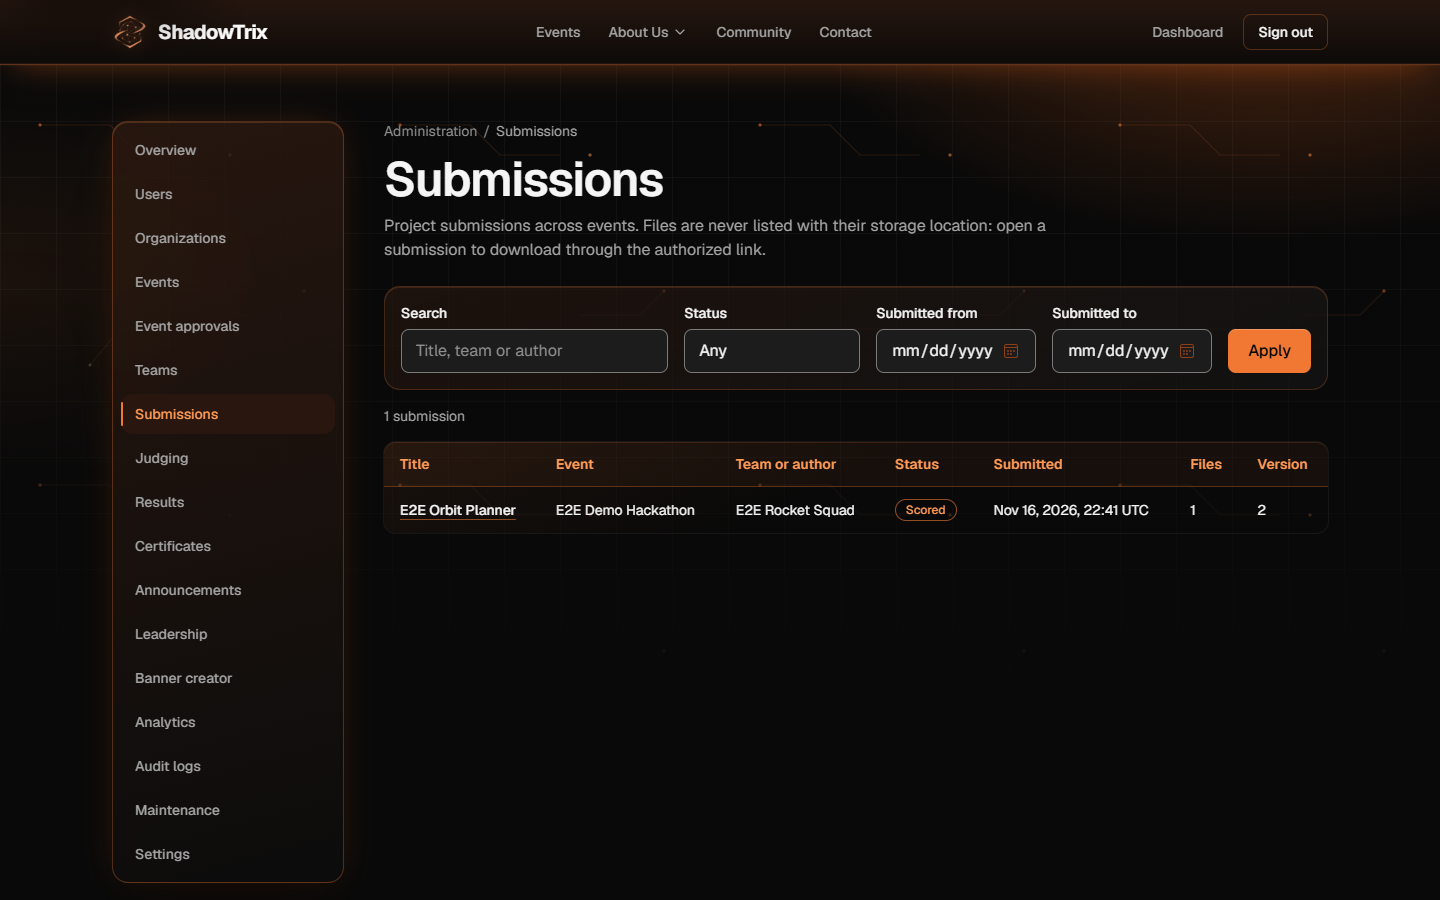 ShadowTrix
Events
About Us
Community
Contact
Dashboard
Sign out
Overview
Users
Organizations
Events
Event approvals
Teams
Submissions
Judging
Results
Certificates
Announcements
Leadership
Banner creator
Analytics
Audit logs
Maintenance
Settings
Administration / Submissions
Submissions
Project submissions across events. Files are never listed with their storage location: open a
submission to download through the authorized link.
Search
Status
Submitted from
Submitted to
Title, team or author
Any
mm/dd/yyyy
mm/dd/yyyy
Apply
1 submission
Title Event Team or author Status Submitted Files Version
E2E Orbit Planner E2E Demo Hackathon E2E Rocket Squad Scored Nov 16, 2026, 22:41 UTC 1 2